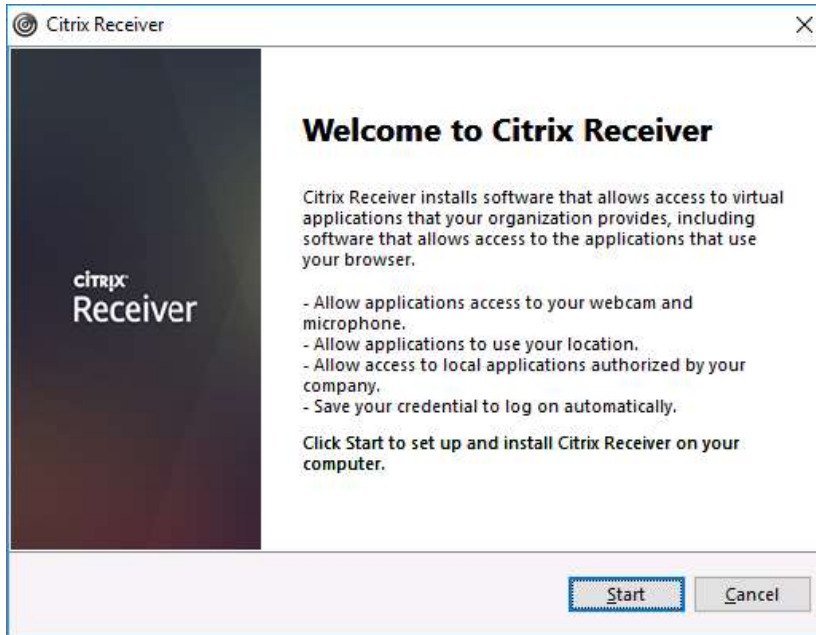 Citrix Receiver
Welcome to Citrix Receiver
Citrix Receiver installs software that allows access to virtual
applications that your organization provides, including
software that allows access to the applications that use
your browser.
- Allow applications access to your webcam and
microphone.
- Allow applications to use your location.
- Allow access to local applications authorized by your
company.
- Save your credential to log on automatically.
Click Start to set up and install Citrix Receiver on your
computer.
CİTRIX
Receiver
Start
Cancel